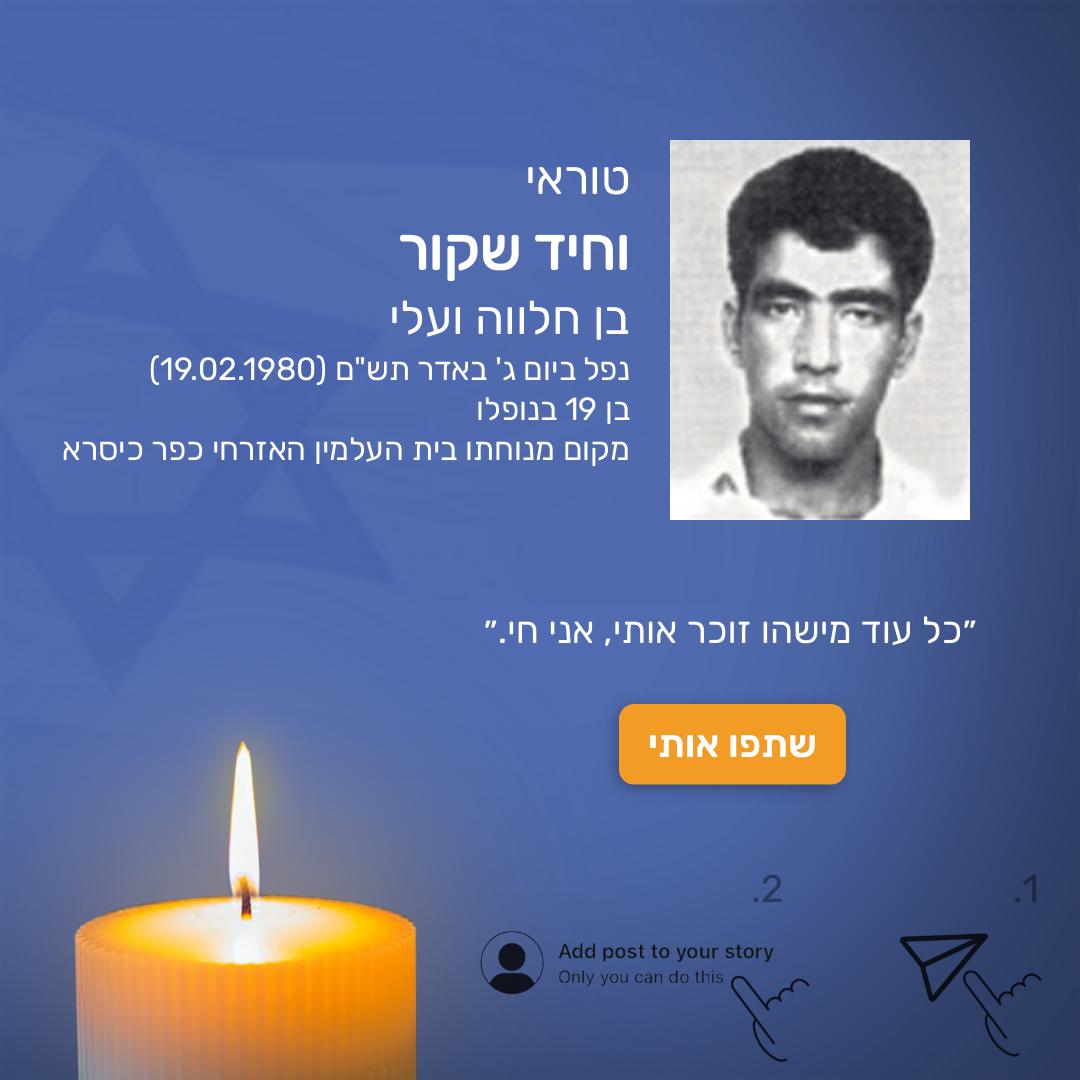 טוראי
וחיד שקור
בן חלווה ועלי
נפל ביום ג' באדר תש"ם (19.02.1980)
בן 19 בנופלו
מקום מנוחתו בית העלמין האזרחי כפר כיסרא
״כל עוד מישהו זוכר אותי, אני חי.״
שתפו אותי
1.
2.
Add post to your story
Only you can do this